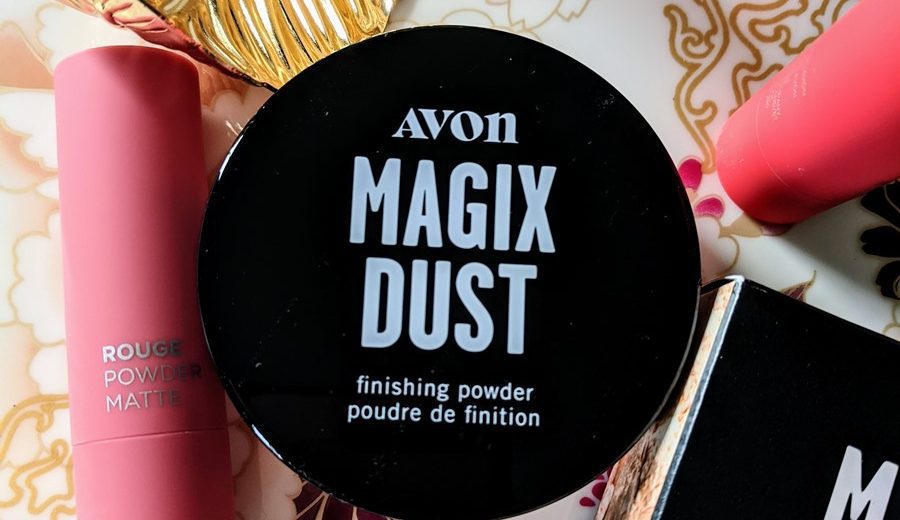 AVON
MAGIX
DUST
finishing powder
poudre de finition
ROUGE
POWDER
MATTE
M